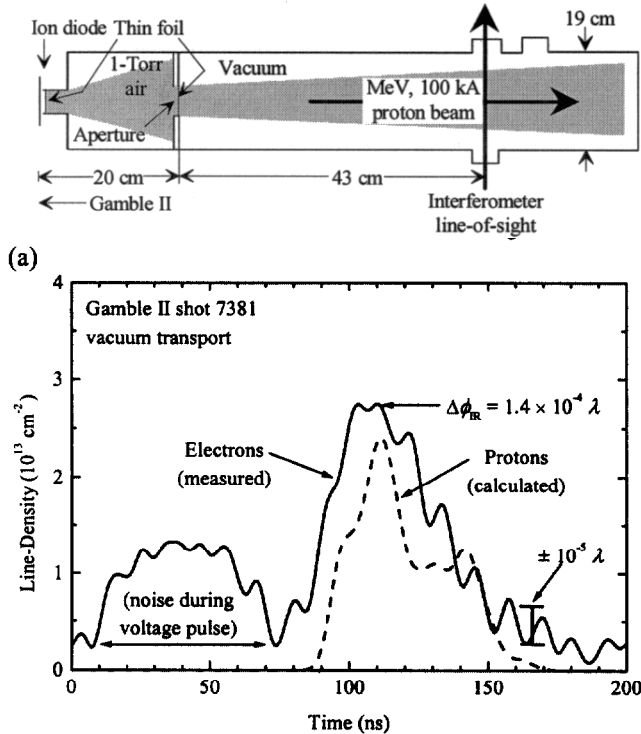 Ion diode Thin foil
1-Torr
air
Vacuum
19 cm
MeV, 100 kA
proton beam
Aperture
20 cm
43 cm
Gamble II
Interferometer
line-of-sight
(a)
Gamble II shot 7381
vacuum transport
Δϕ_IR = 1.4 × 10⁻⁴ λ
Electrons
(measured)
Protons
(calculated)
± 10⁻⁵ λ
(noise during
voltage pulse)
Line-Density (10¹³ cm⁻²)
4
3
2
1
0
0 50 100 150 200
Time (ns)